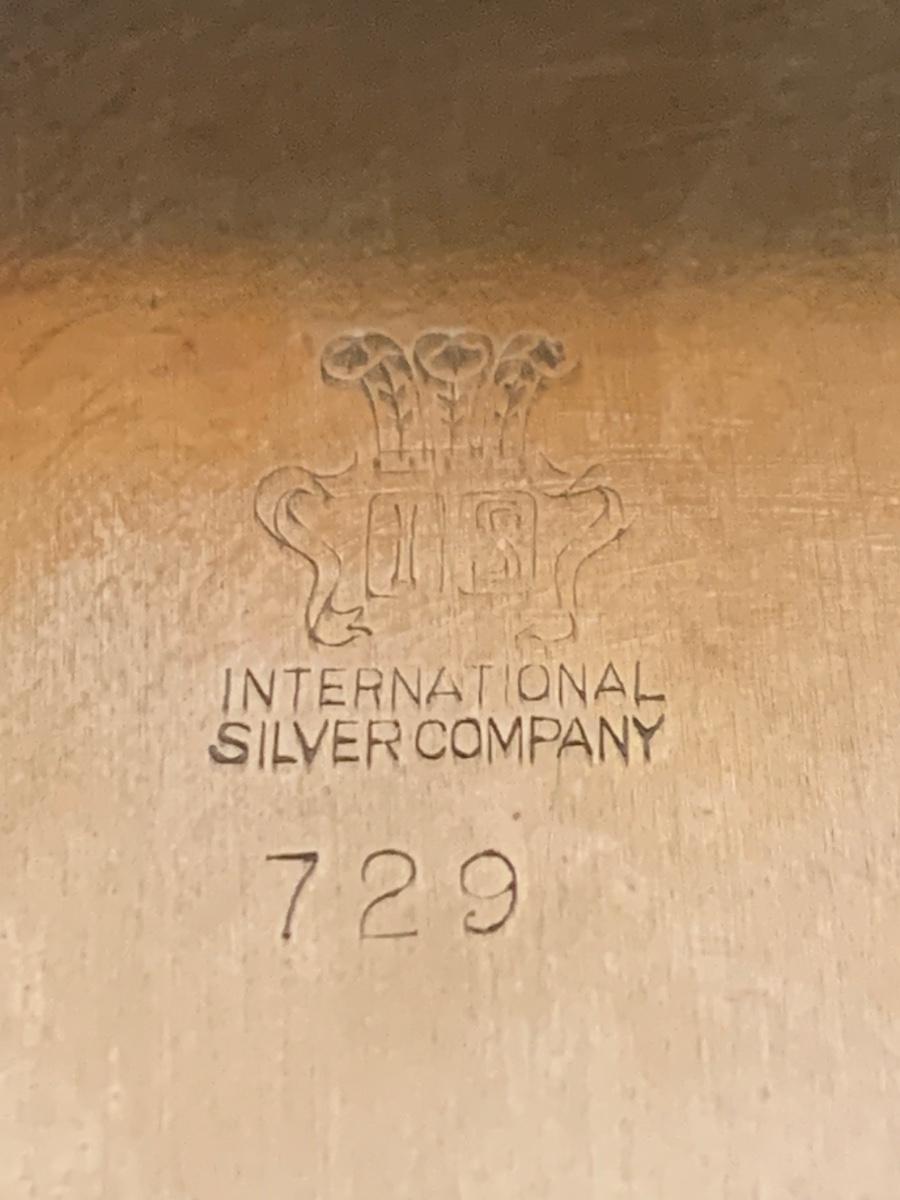 I S
INTERNATIONAL
SILVER COMPANY
729